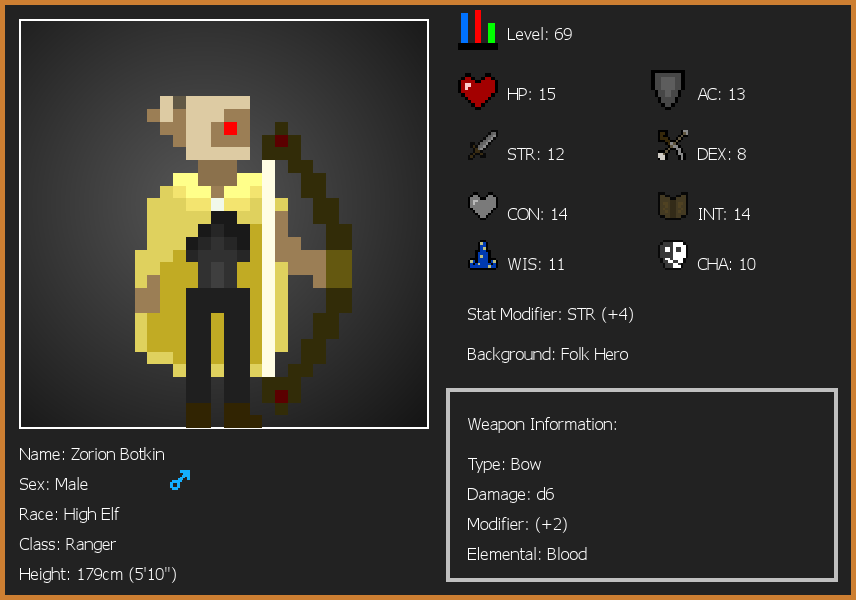 Level: 69
HP: 15
AC: 13
STR: 12
DEX: 8
CON: 14
INT: 14
WIS: 11
CHA: 10
Stat Modifier: STR (+4)
Background: Folk Hero
Weapon Information:
Type: Bow
Damage: d6
Modifier: (+2)
Elemental: Blood
Name: Zorion Botkin
Sex: Male
Race: High Elf
Class: Ranger
Height: 179cm (5'10")